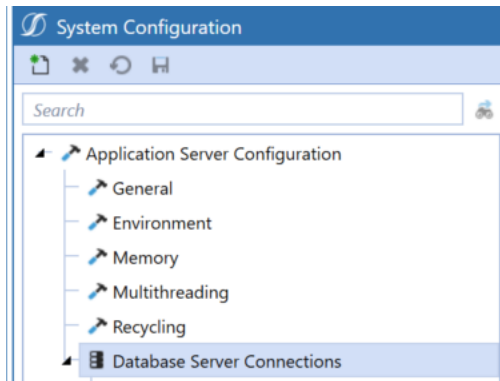 System Configuration
Search
Application Server Configuration
General
Environment
Memory
Multithreading
Recycling
Database Server Connections